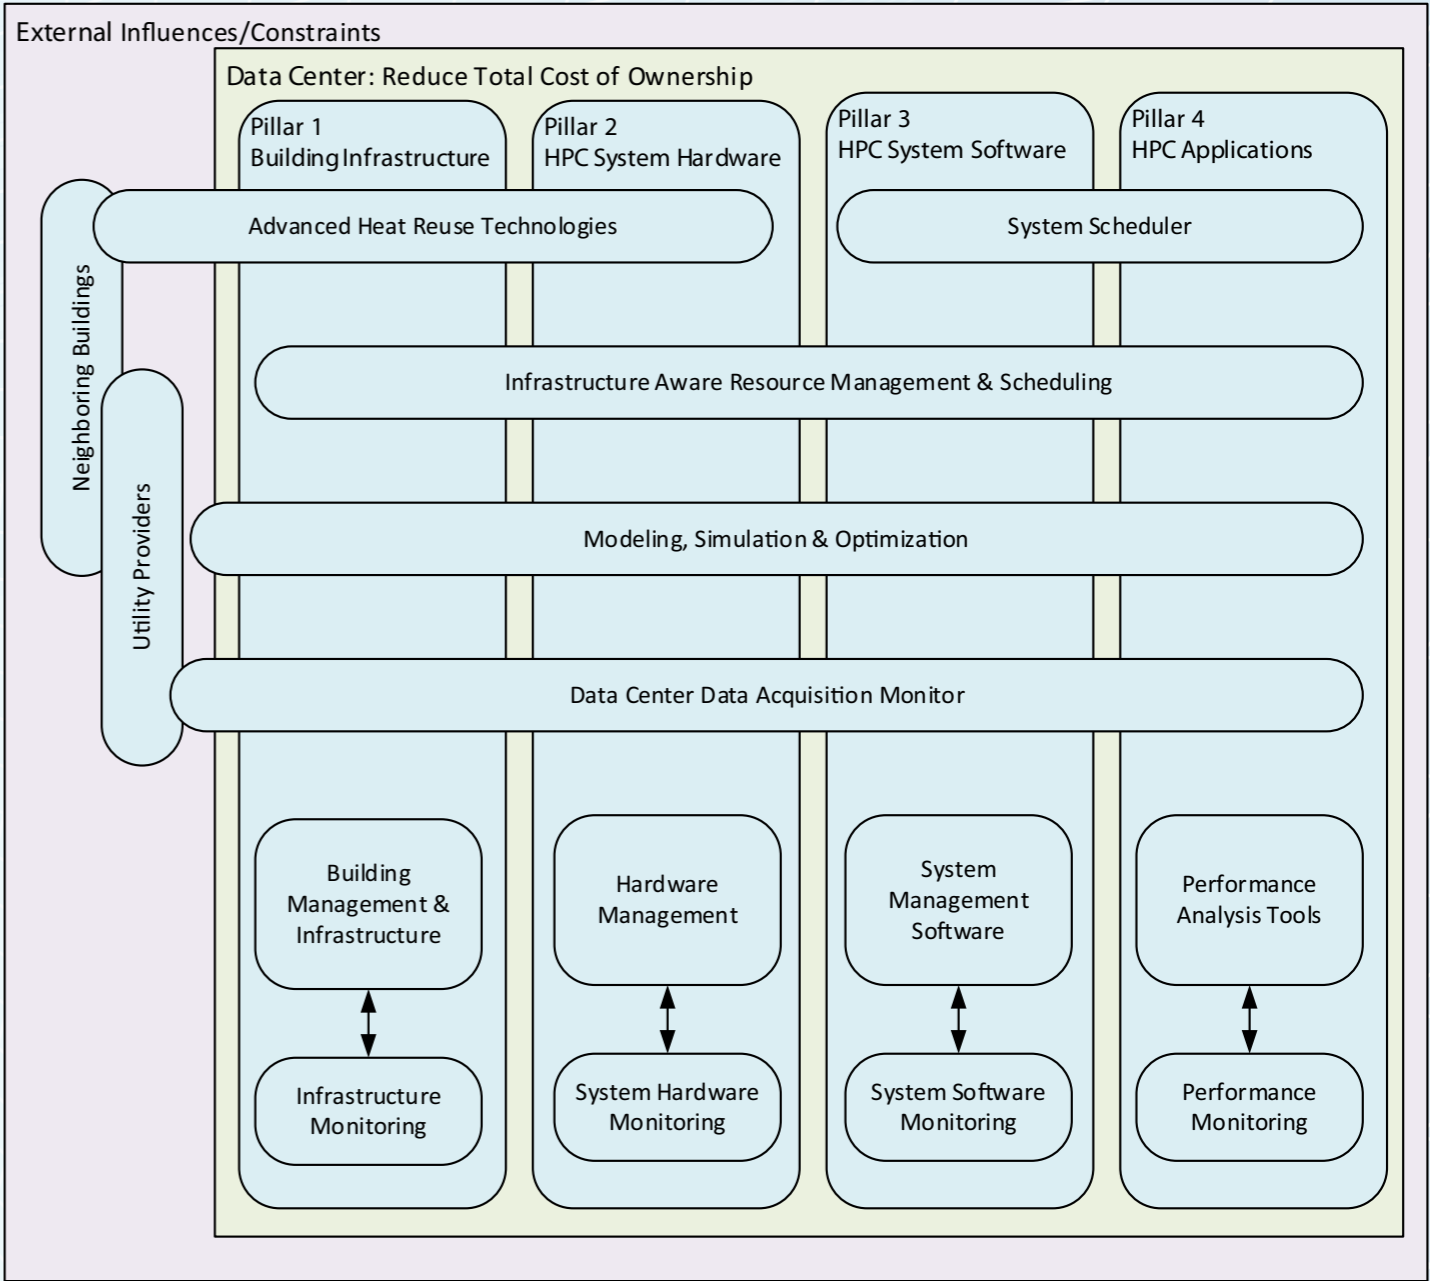 External Influences/Constraints
Data Center: Reduce Total Cost of Ownership
Pillar 1
Building Infrastructure
Pillar 2
HPC System Hardware
Pillar 3
HPC System Software
Pillar 4
HPC Applications
Advanced Heat Reuse Technologies
System Scheduler
Neighboring Buildings
Infrastructure Aware Resource Management & Scheduling
Utility Providers
Modeling, Simulation & Optimization
Data Center Data Acquisition Monitor
Building
Management &
Infrastructure
Hardware
Management
System
Management
Software
Performance
Analysis Tools
Infrastructure
Monitoring
System Hardware
Monitoring
System Software
Monitoring
Performance
Monitoring